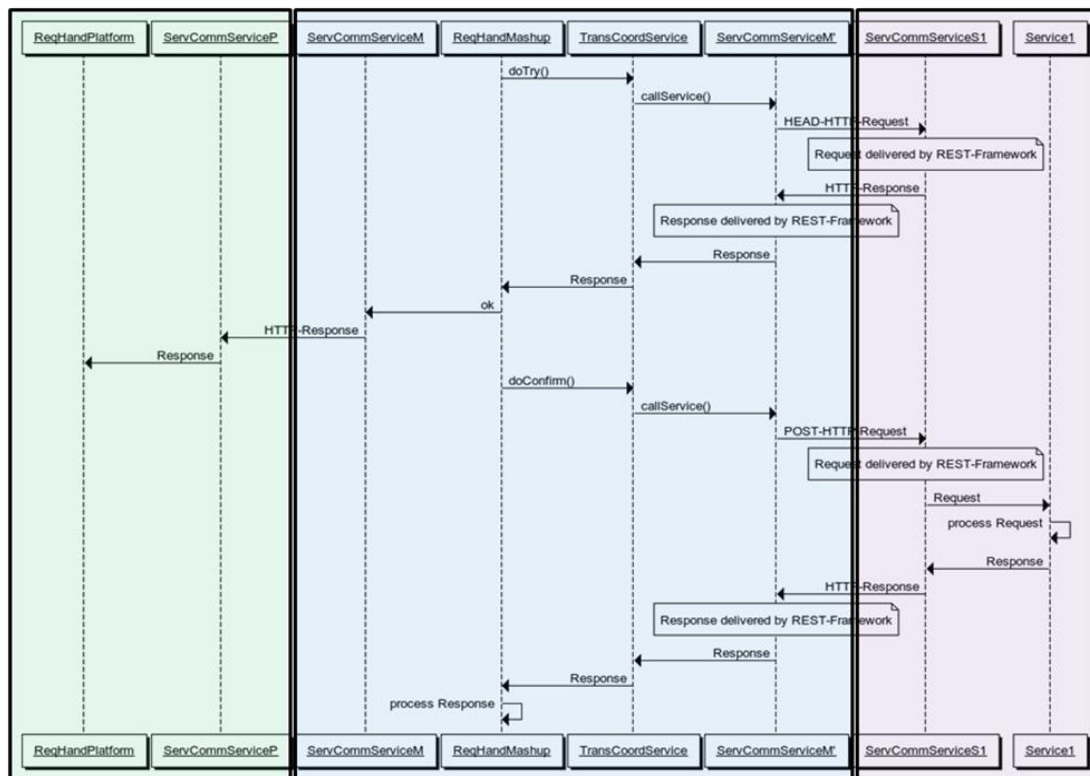 ReqHandPlatform ServCommServiceP ServCommServiceM ReqHandMashup TransCoordService ServCommServiceM' ServCommServiceS1 Service1
doTry()
callService()
HEAD-HTTP-Request
Request delivered by REST-Framework
HTTP-Response
Response delivered by REST-Framework
Response
Response
ok
HTTP-Response
Response
doConfirm()
callService()
POST-HTTP-Request
Request delivered by REST-Framework
Request
process Request
Response
HTTP-Response
Response delivered by REST-Framework
Response
Response
process Response
ReqHandPlatform ServCommServiceP ServCommServiceM ReqHandMashup TransCoordService ServCommServiceM' ServCommServiceS1 Service1